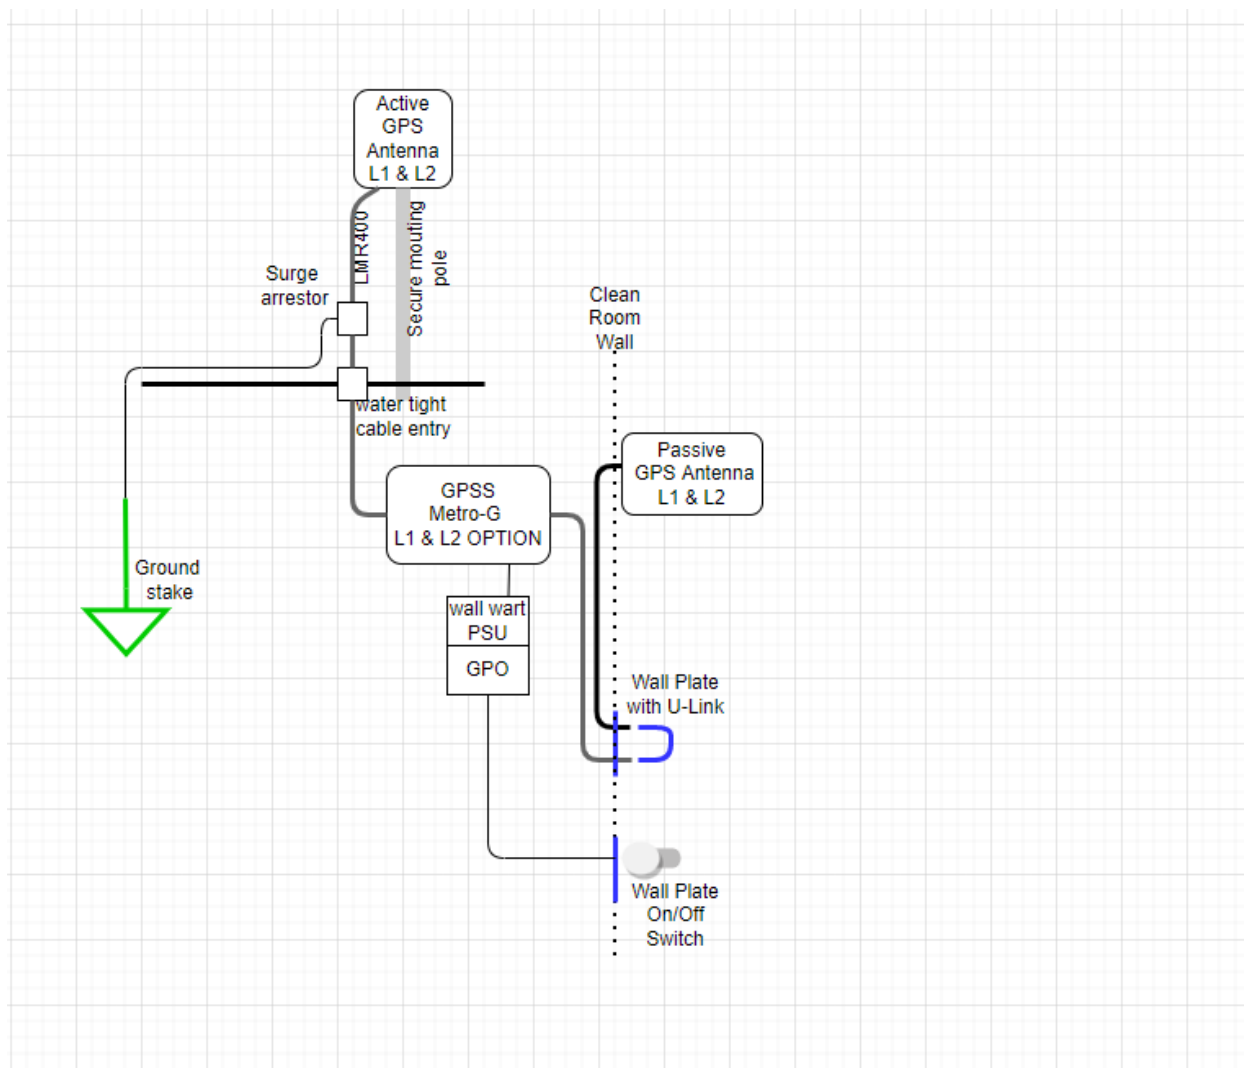 Active
GPS
Antenna
L1 & L2
LMR400
Secure mouting
pole
Surge
arrestor
Clean
Room
Wall
water tight
cable entry
Passive
GPS Antenna
L1 & L2
GPSS
Metro-G
L1 & L2 OPTION
Ground
stake
wall wart
PSU
GPO
Wall Plate
with U-Link
Wall Plate
On/Off
Switch